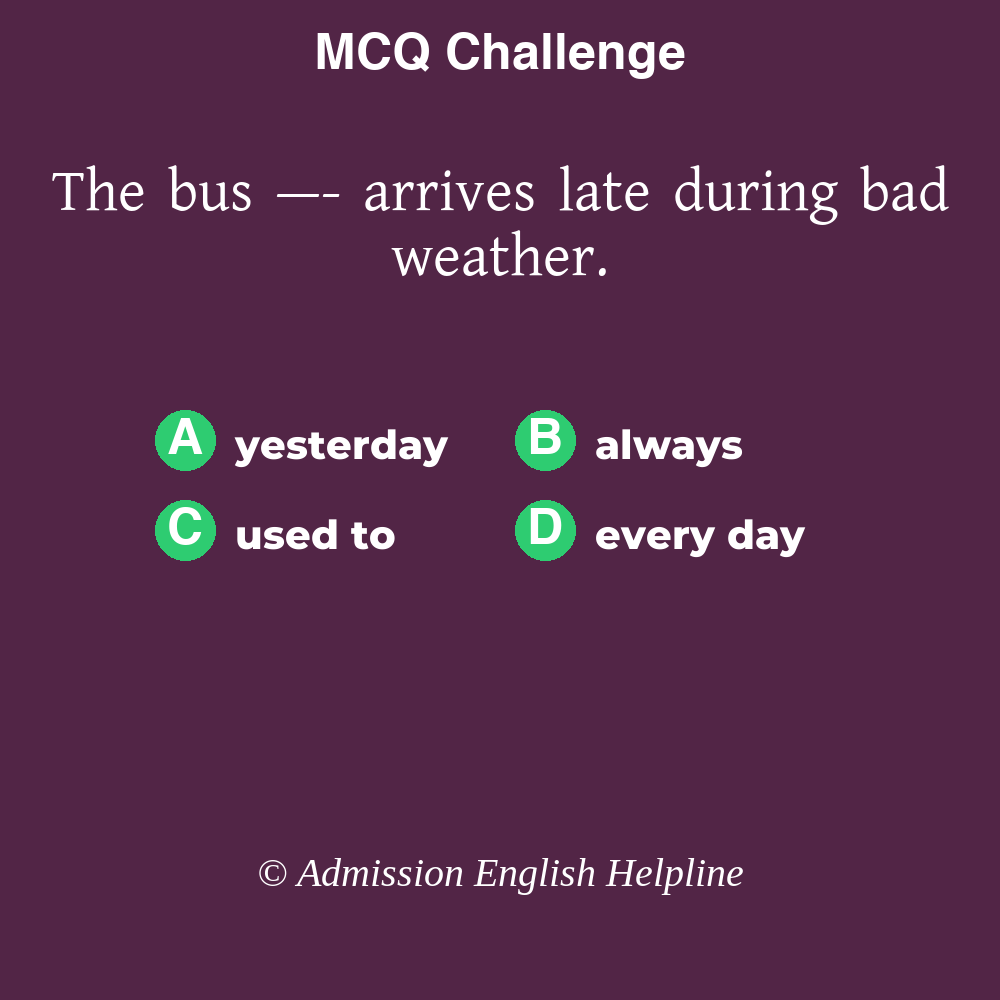 MCQ Challenge
The bus —- arrives late during bad
weather.
A yesterday B always
C used to D every day
© Admission English Helpline